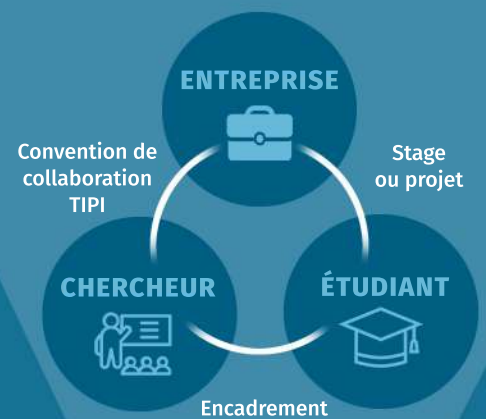 ENTREPRISE
Convention de
collaboration
TIPI
Stage
ou projet
CHERCHEUR
ÉTUDIANT
Encadrement